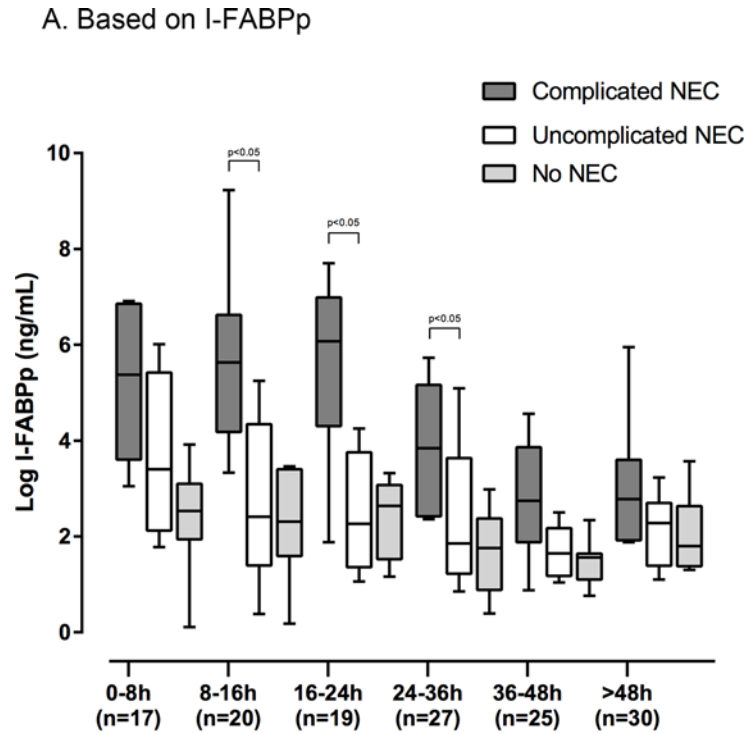 A. Based on I-FABPp
Complicated NEC
Uncomplicated NEC
No NEC
p<0.05
p<0.05
p<0.05
Log I-FABPp (ng/mL)
10
8
6
4
2
0
0-8h 8-16h 16-24h 24-36h 36-48h >48h
(n=17) (n=20) (n=19) (n=27) (n=25) (n=30)